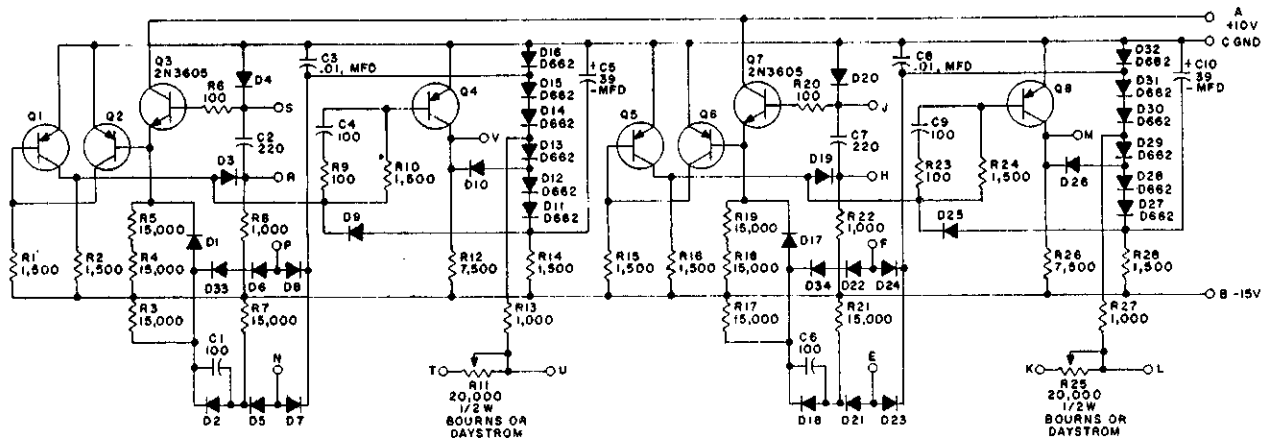 A
+10V
C GND
Q3
2N3605
D4
R6
100
S
C3
.01, MFD
Q4
D16
D662
D15
D662
D14
D662
D13
D662
D12
D662
D11
D662
+C5
39
-MFD
Q1
Q2
C2
220
D3
R
C4
100
R9
100
R10
1,500
V
D10
D9
R5
15,000
R4
15,000
R3
15,000
D1
R8
1,000
P
D33
D6
D8
R1
1,500
R2
1,500
R7
15,000
R12
7,500
R14
1,500
R13
1,000
C1
100
N
D2
D5
D7
T
U
R11
20,000
1/2W
BOURNS OR
DAYSTROM
Q7
2N3605
D20
R20
100
J
C8
.01, MFD
Q8
D32
D662
D31
D662
D30
D662
D29
D662
D28
D662
D27
D662
+C10
39
-MFD
Q5
Q6
C7
220
D19
H
C9
100
R23
100
R24
1,500
M
D26
D25
R19
15,000
R18
15,000
R17
15,000
D17
R22
1,000
F
D34
D22
D24
R15
1,500
R16
1,500
R21
15,000
R26
7,500
R28
1,500
B -15V
R27
1,000
C6
100
E
D18
D21
D23
K
L
R25
20,000
1/2W
BOURNS OR
DAYSTROM